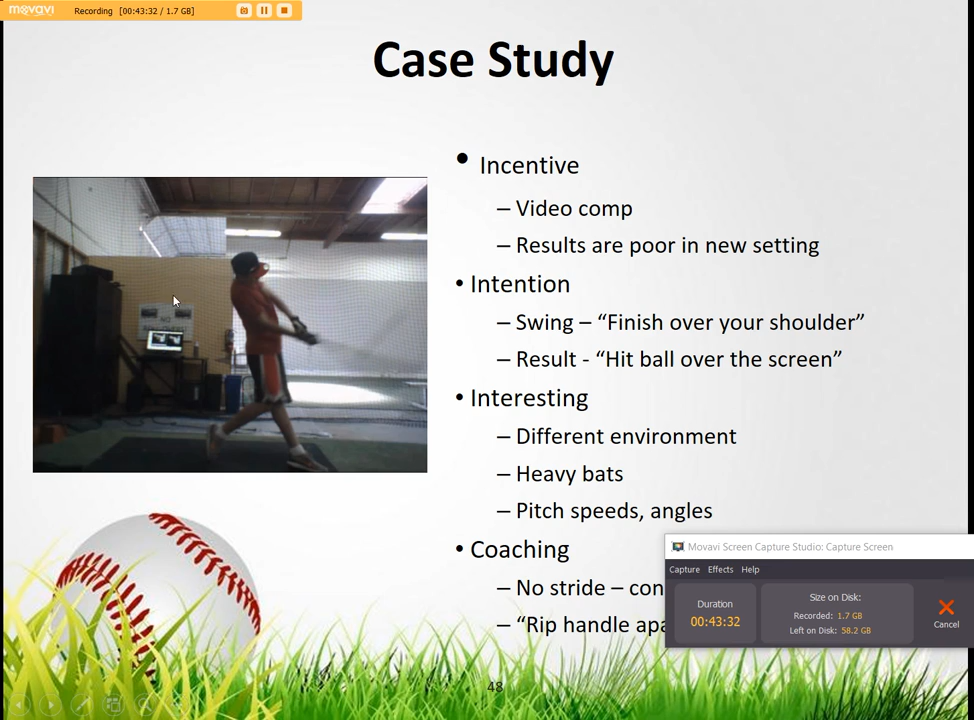 movavi Recording [00:43:32 / 1.7 GB]
Case Study
• Incentive
– Video comp
– Results are poor in new setting
• Intention
– Swing – “Finish over your shoulder”
– Result - “Hit ball over the screen”
• Interesting
– Different environment
– Heavy bats
– Pitch speeds, angles
• Coaching
– No stride – con
– “Rip handle apa
Movavi Screen Capture Studio: Capture Screen
Capture Effects Help
Duration
00:43:32
Size on Disk:
Recorded: 1.7 GB
Left on Disk: 58.2 GB
Cancel
48